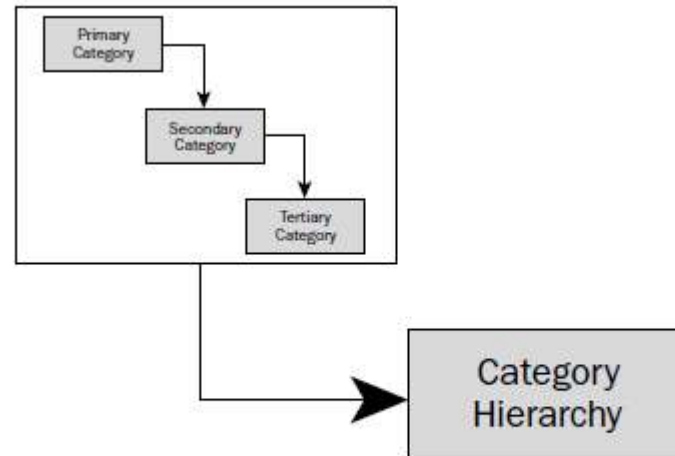 Primary
Category
Secondary
Category
Tertiary
Category
Category
Hierarchy